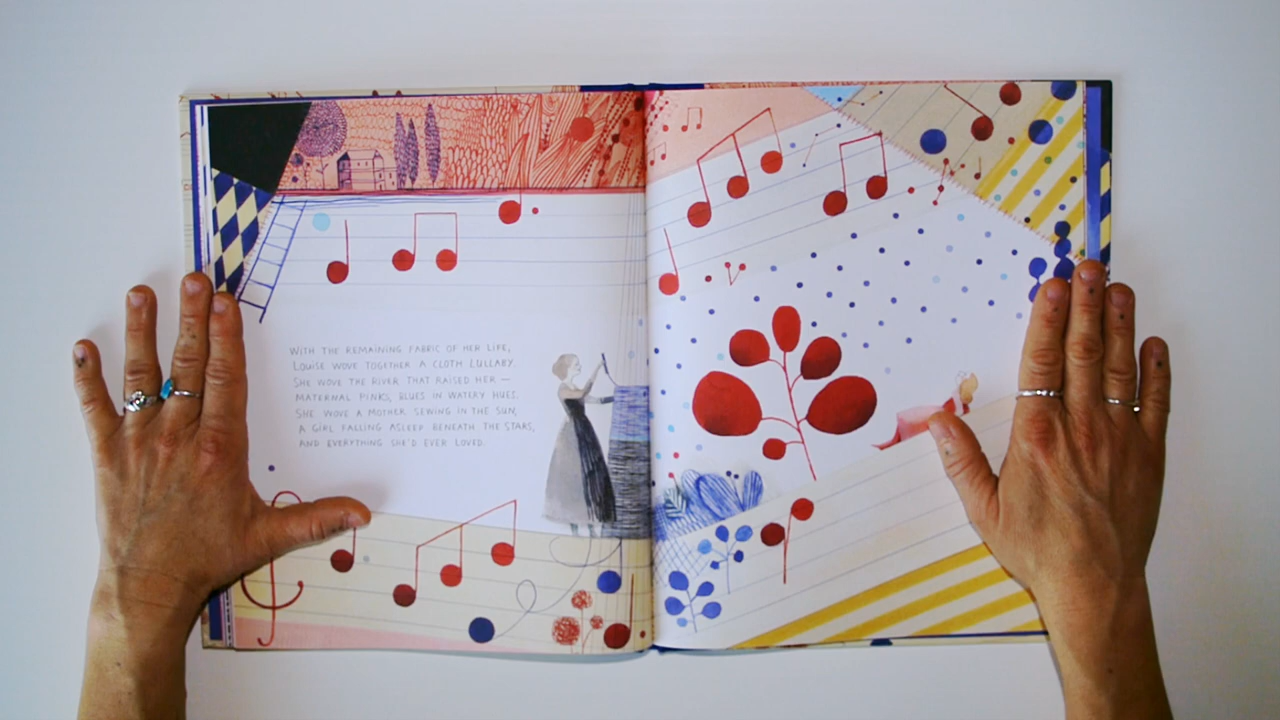 WITH THE REMAINING FABRIC OF HER LIFE,
LOUISE WOVE TOGETHER A CLOTH LULLABY.
SHE WOVE THE RIVER THAT RAISED HER —
MATERNAL PINKS, BLUES IN WATERY HUES.
SHE WOVE A MOTHER SEWING IN THE SUN,
A GIRL FALLING ASLEEP BENEATH THE STARS,
AND EVERYTHING SHE'D EVER LOVED.